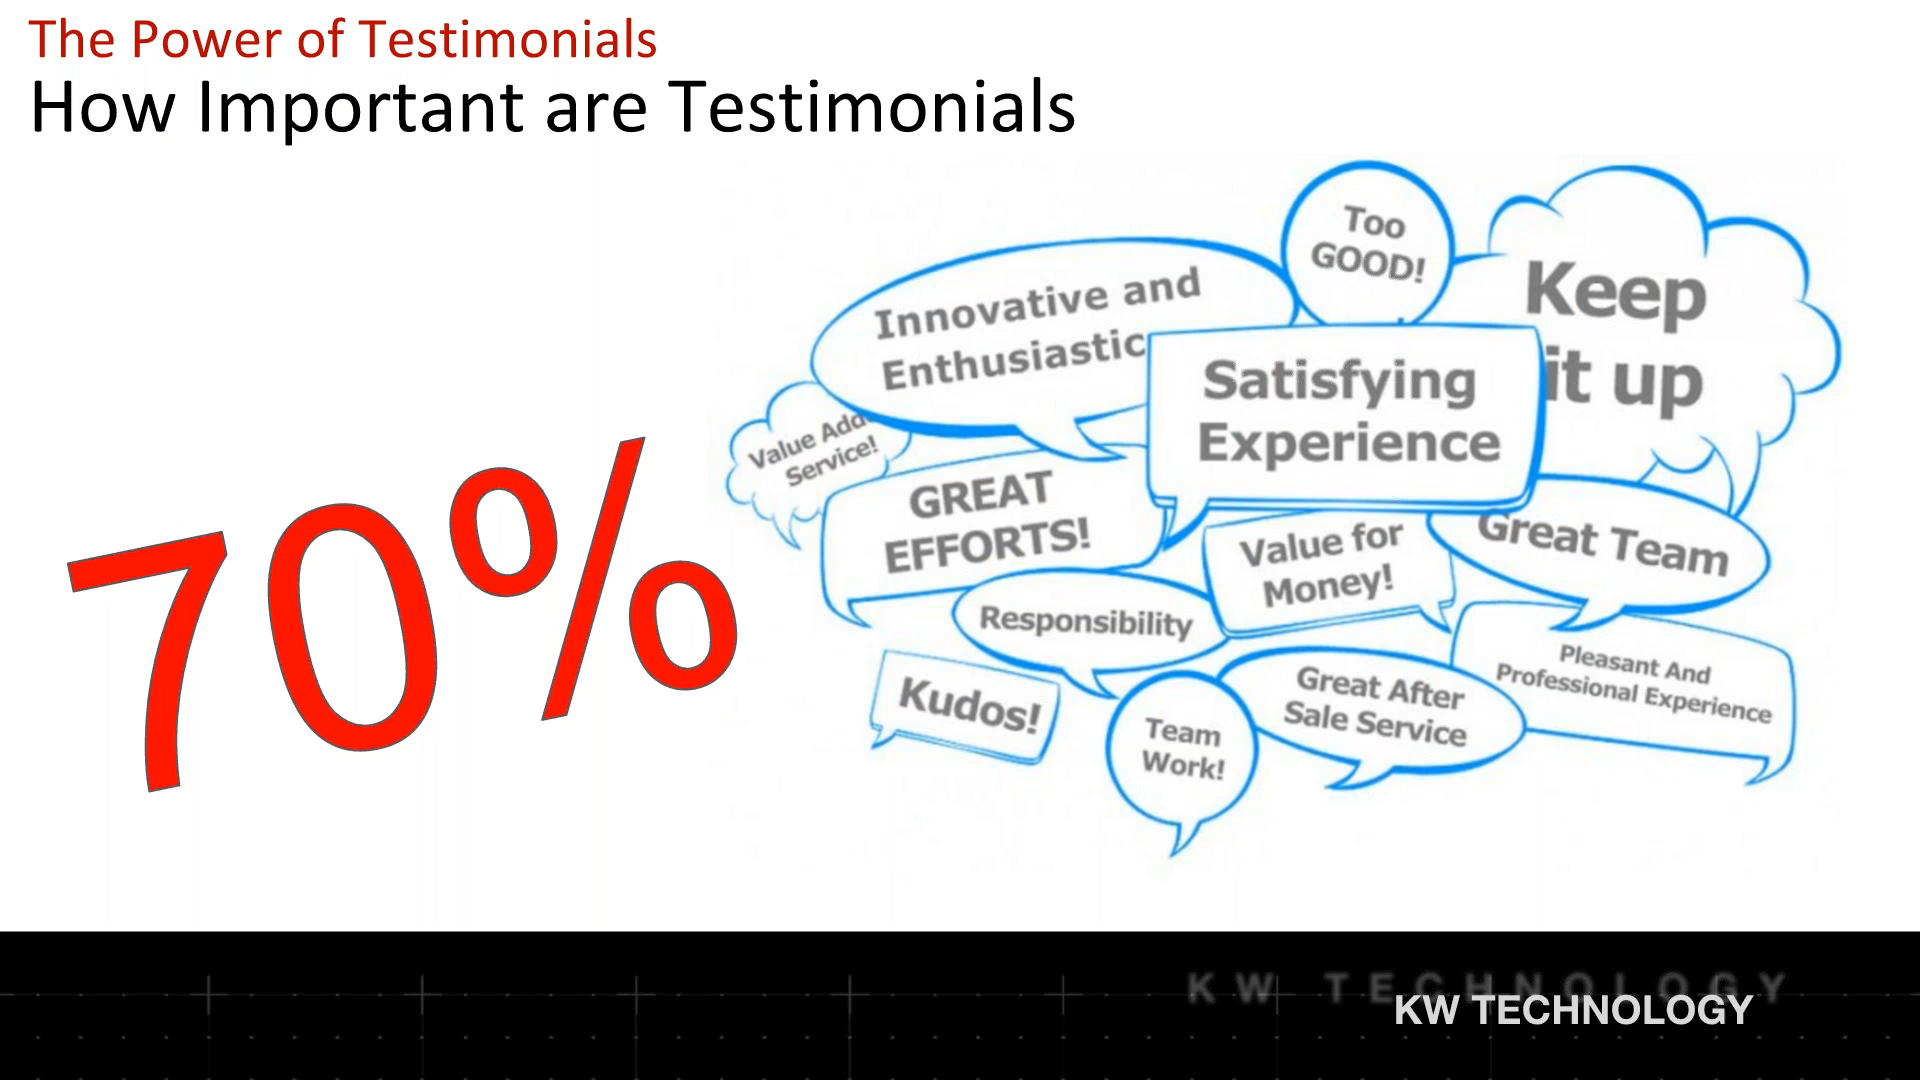 The Power of Testimonials
How Important are Testimonials
70%
Too
GOOD!
Keep
it up
Innovative and
Enthusiastic
Satisfying
Experience
Value Add
Service!
GREAT
EFFORTS!
Value for
Money!
Great Team
Responsibility
Pleasant And
Professional Experience
Kudos!
Great After
Sale Service
Team
Work!
KW TECHNOLOGY
KW TECHNOLOGY